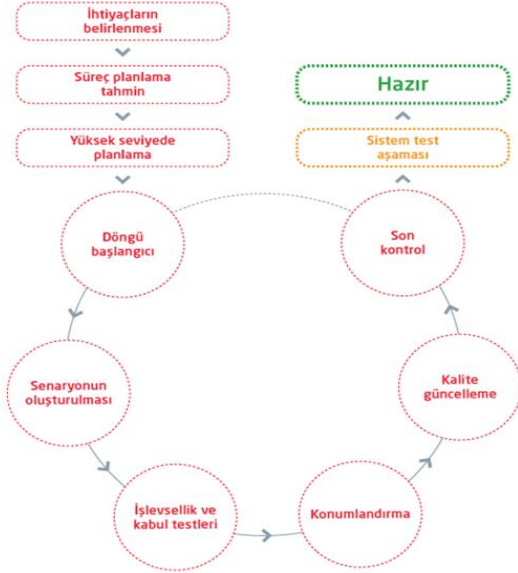 İhtiyaçların
belirlenmesi
Süreç planlama
tahmin
Yüksek seviyede
planlama
Döngü
başlangıcı
Senaryonun
oluşturulması
İşlevsellik ve
kabul testleri
Konumlandırma
Kalite
güncelleme
Son
kontrol
Sistem test
aşaması
Hazır